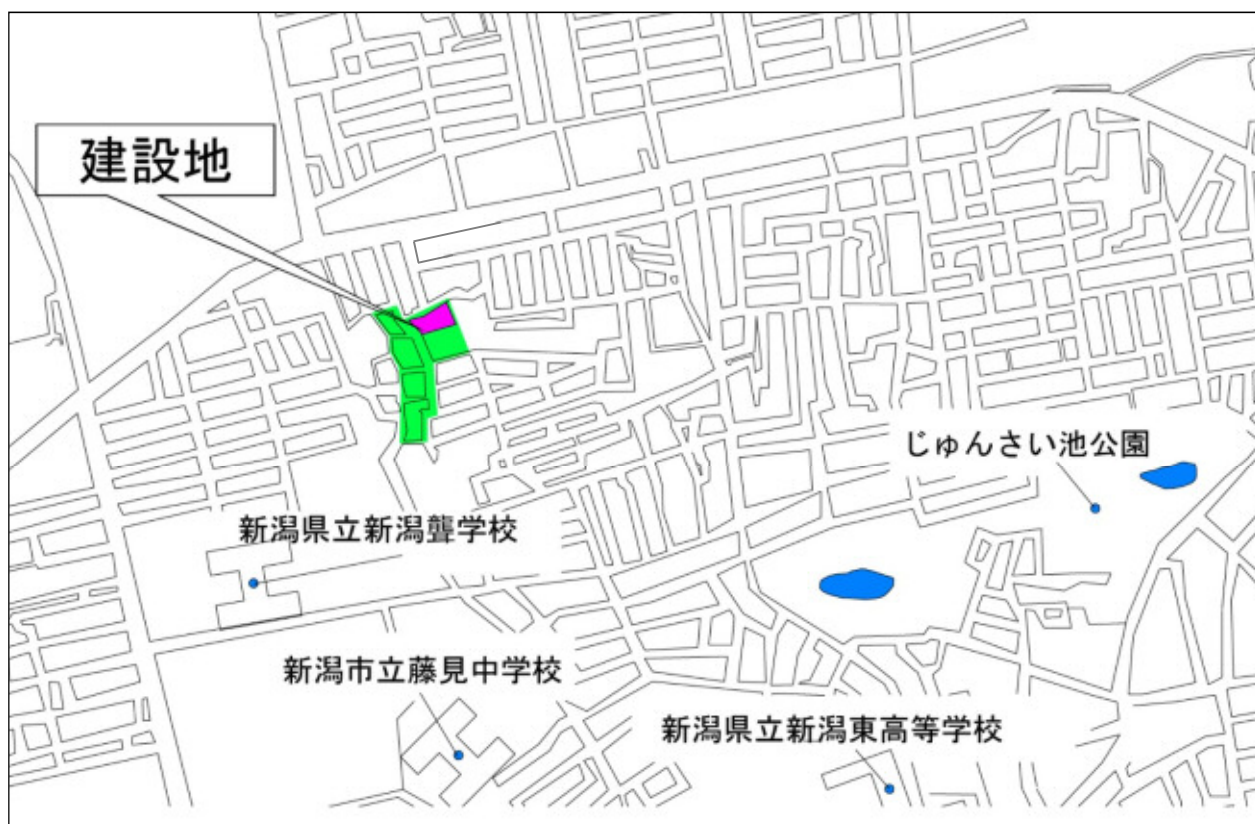 建設地
じゅんさい池公園
新潟県立新潟聾学校
新潟市立藤見中学校
新潟県立新潟東高等学校